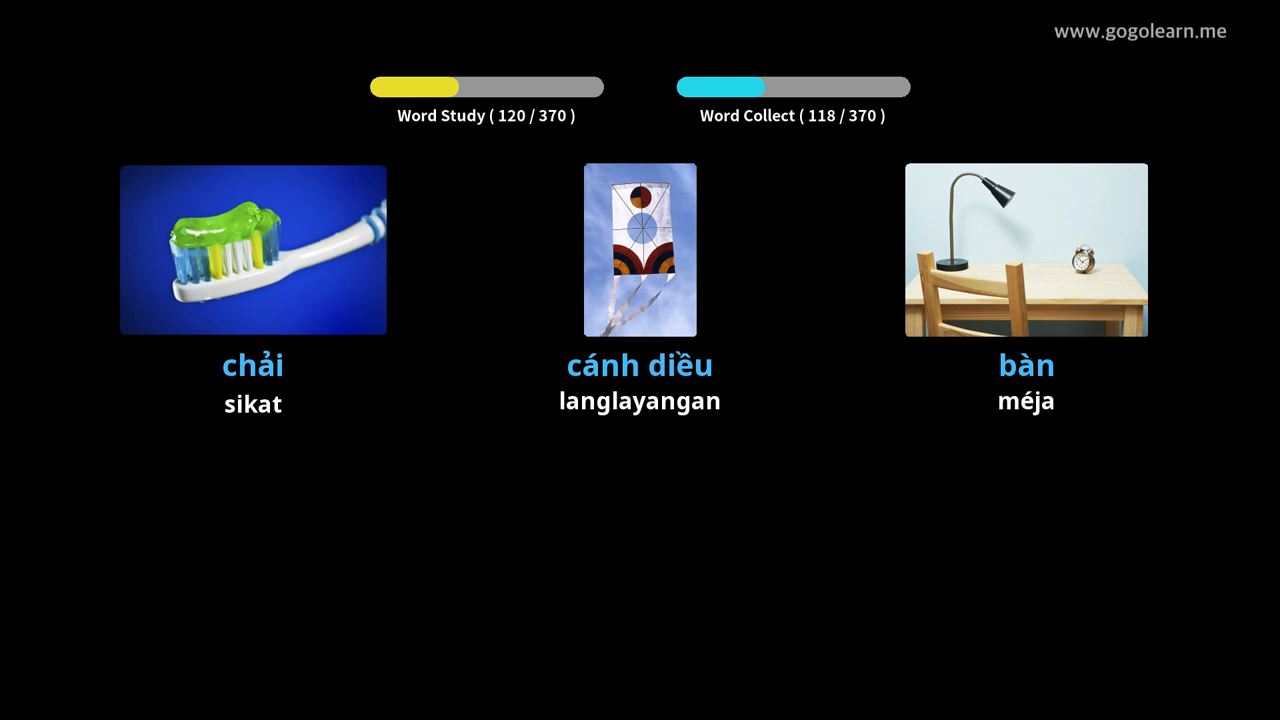 www.gogolearn.me
Word Study ( 120 / 370 )
Word Collect ( 118 / 370 )
chải
cánh diều
bàn
sikat
langlayangan
méja